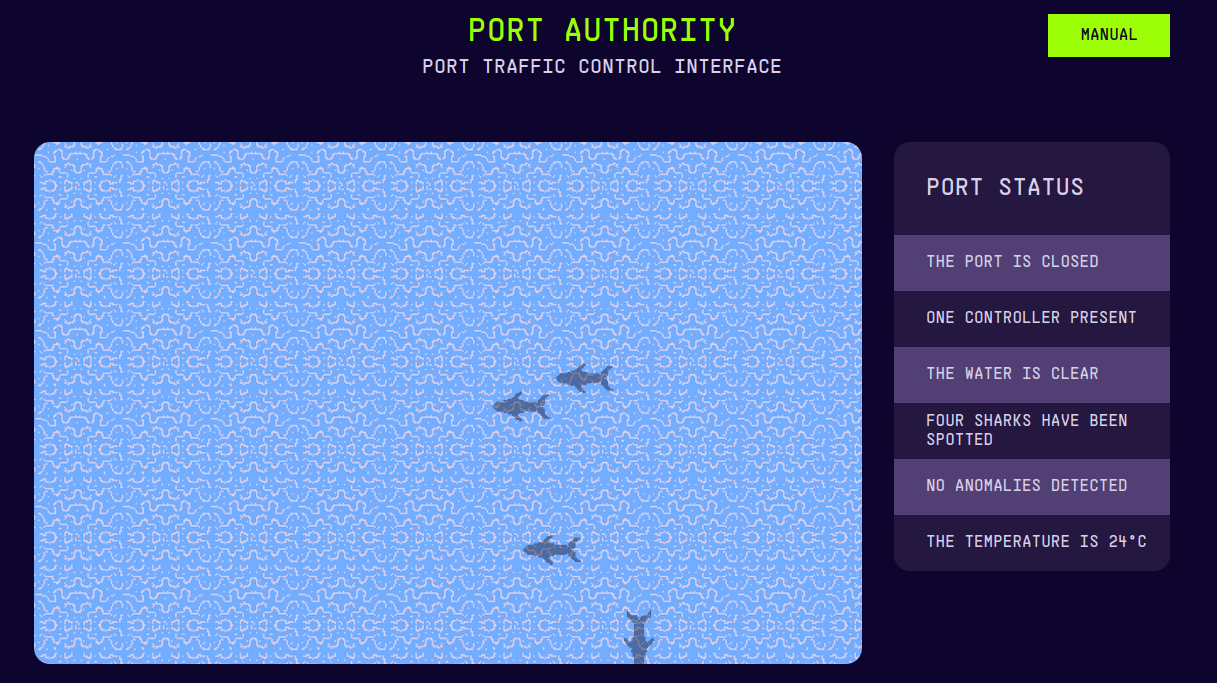 PORT AUTHORITY
PORT TRAFFIC CONTROL INTERFACE
MANUAL
PORT STATUS
THE PORT IS CLOSED
ONE CONTROLLER PRESENT
THE WATER IS CLEAR
FOUR SHARKS HAVE BEEN
SPOTTED
NO ANOMALIES DETECTED
THE TEMPERATURE IS 24°C